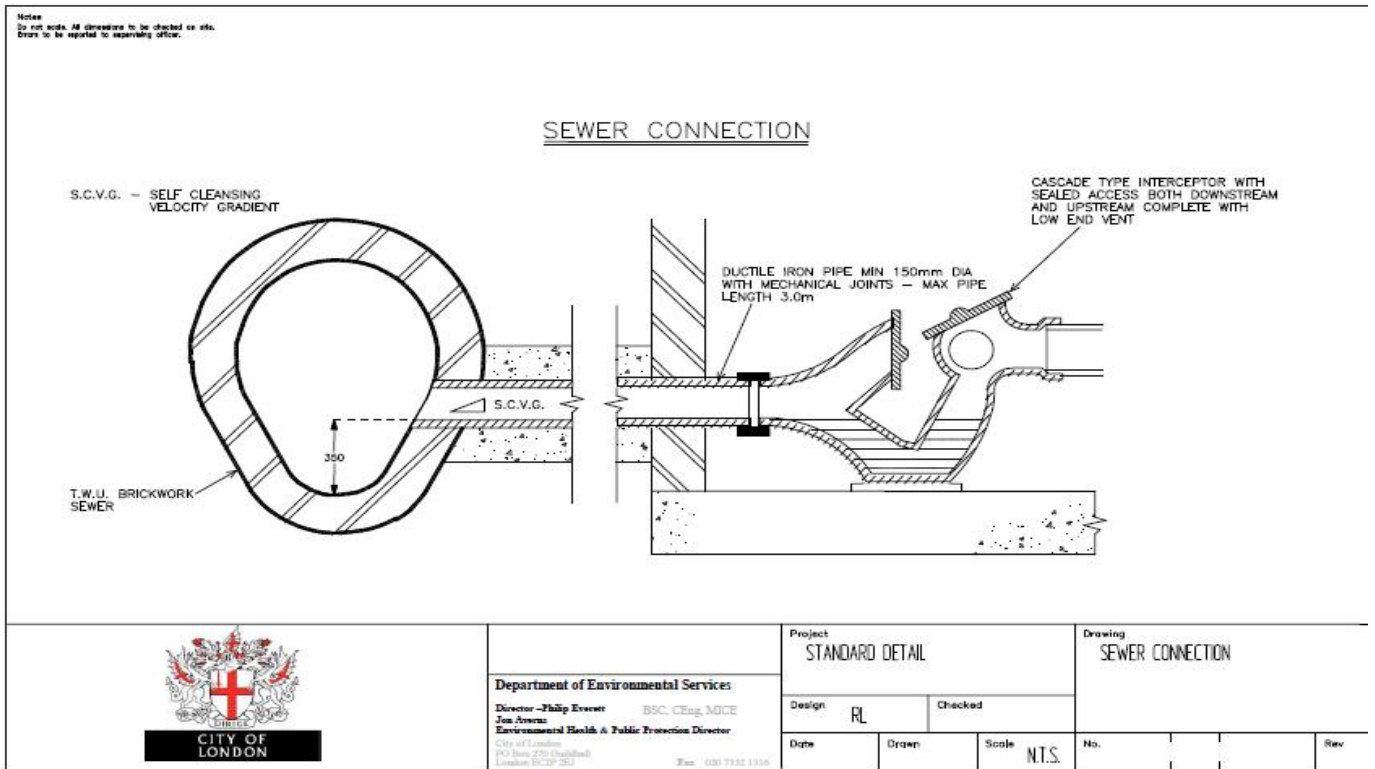 Notes
Do not scale. All dimensions to be checked on site.
Errors to be reported to supervising officer.
SEWER CONNECTION
S.C.V.G. – SELF CLEANSING
VELOCITY GRADIENT
CASCADE TYPE INTERCEPTOR WITH
SEALED ACCESS BOTH DOWNSTREAM
AND UPSTREAM COMPLETE WITH
LOW END VENT
DUCTILE IRON PIPE MIN 150mm DIA
WITH MECHANICAL JOINTS – MAX PIPE
LENGTH 3.0m
S.C.V.G.
350
T.W.U. BRICKWORK
SEWER
CITY OF
LONDON
Department of Environmental Services
Director –Philip Everett BSC, CEng, MICE
Jon Averns
Environmental Health & Public Protection Director
City of London
PO Box 270 Guildhall
London EC2P 2EJ
Fax 020 7332 1316
Project
STANDARD DETAIL
Drawing
SEWER CONNECTION
Design RL
Checked
Date
Drawn
Scale N.T.S.
No.
Rev